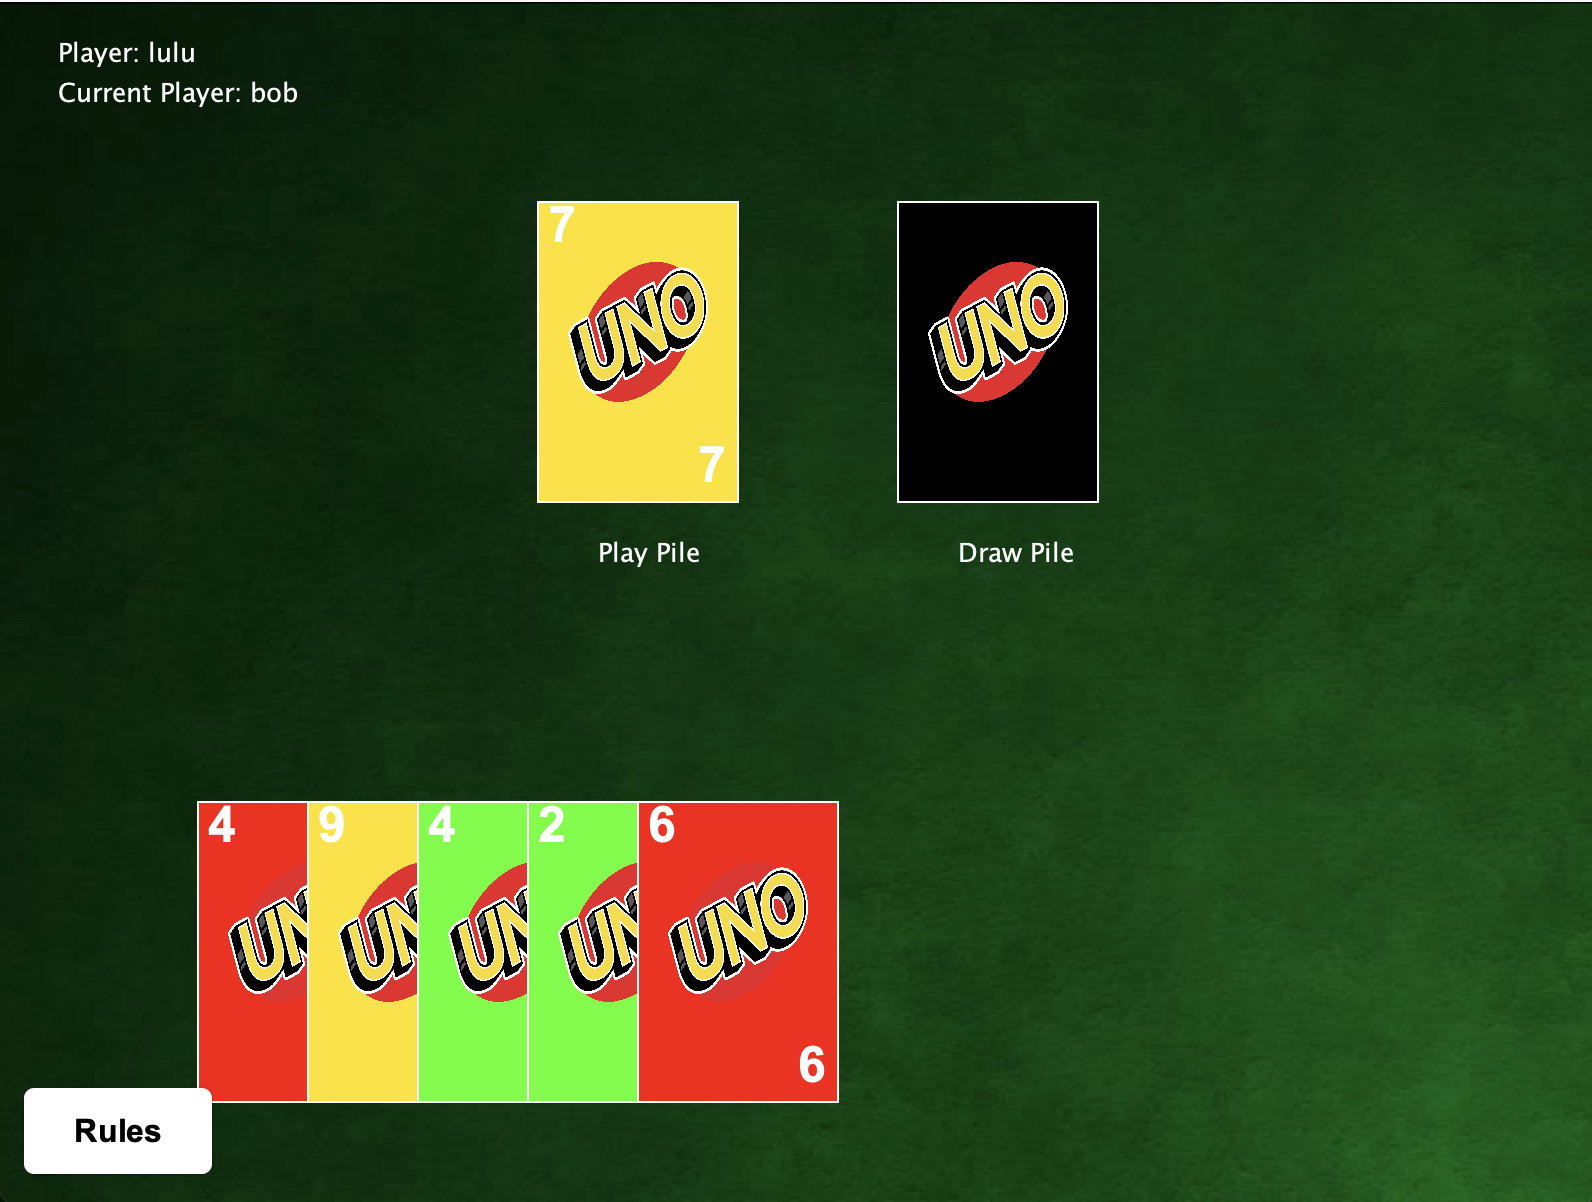 Player: lulu
Current Player: bob
7
UNO
7
UNO
Play Pile
Draw Pile
4
9
4
2
6
UN
UN
UN
UN
UNO
6
Rules